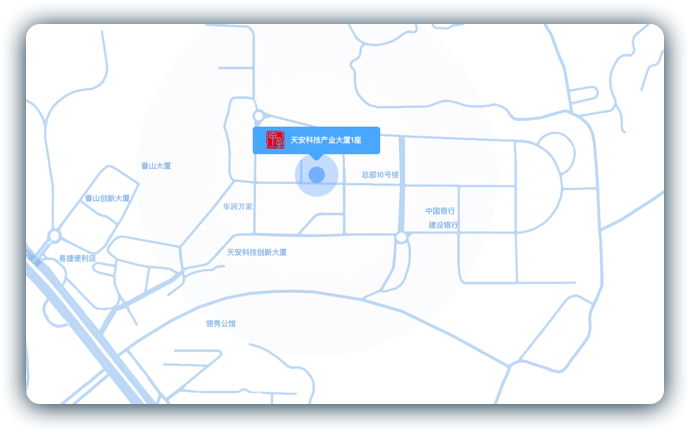 天安科技产业大厦1座
番山大厦
总部16号楼
番山创新大厦
华润万家
中国银行
建设银行
天安科技创新大厦
易捷便利店
领秀公馆